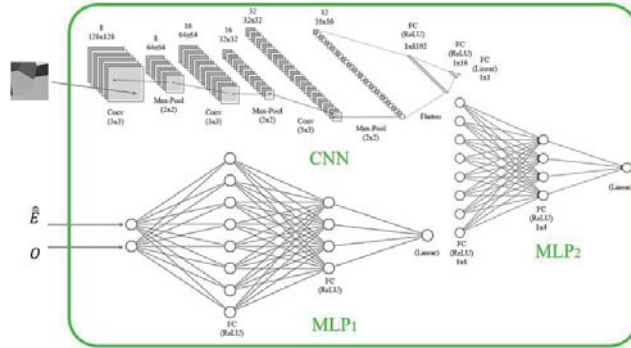 8
128x128
8
64x64
16
64x64
16
32x32
32
32x32
32
16x16
FC
(ReLU)
1x8192
FC
(ReLU)
1x16
FC
(Linear)
1x1
Conv
(3x3)
Max-Pool
(2x2)
Conv
(3x3)
Max-Pool
(2x2)
Conv
(3x3)
Max-Pool
(2x2)
Flatten
CNN
E
O
FC
(ReLU)
FC
(ReLU)
(Linear)
MLP1
FC
(ReLU)
1x8
FC
(ReLU)
1x4
(Linear)
MLP2